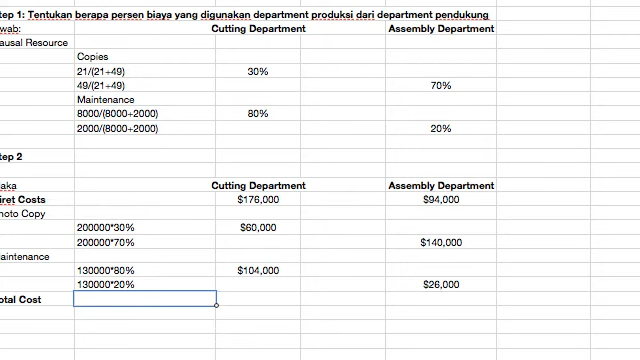 tep 1: Tentukan berapa persen biaya yang digunakan department produksi dari department pendukung
wab: Cutting Department Assembly Department
ausal Resource
Copies
21/(21+49) 30%
49/(21+49) 70%
Maintenance
8000/(8000+2000) 80%
2000/(8000+2000) 20%
tep 2
aka Cutting Department Assembly Department
iret Costs $176,000 $94,000
hoto Copy
200000*30% $60,000
200000*70% $140,000
aintenance
130000*80% $104,000
130000*20% $26,000
otal Cost